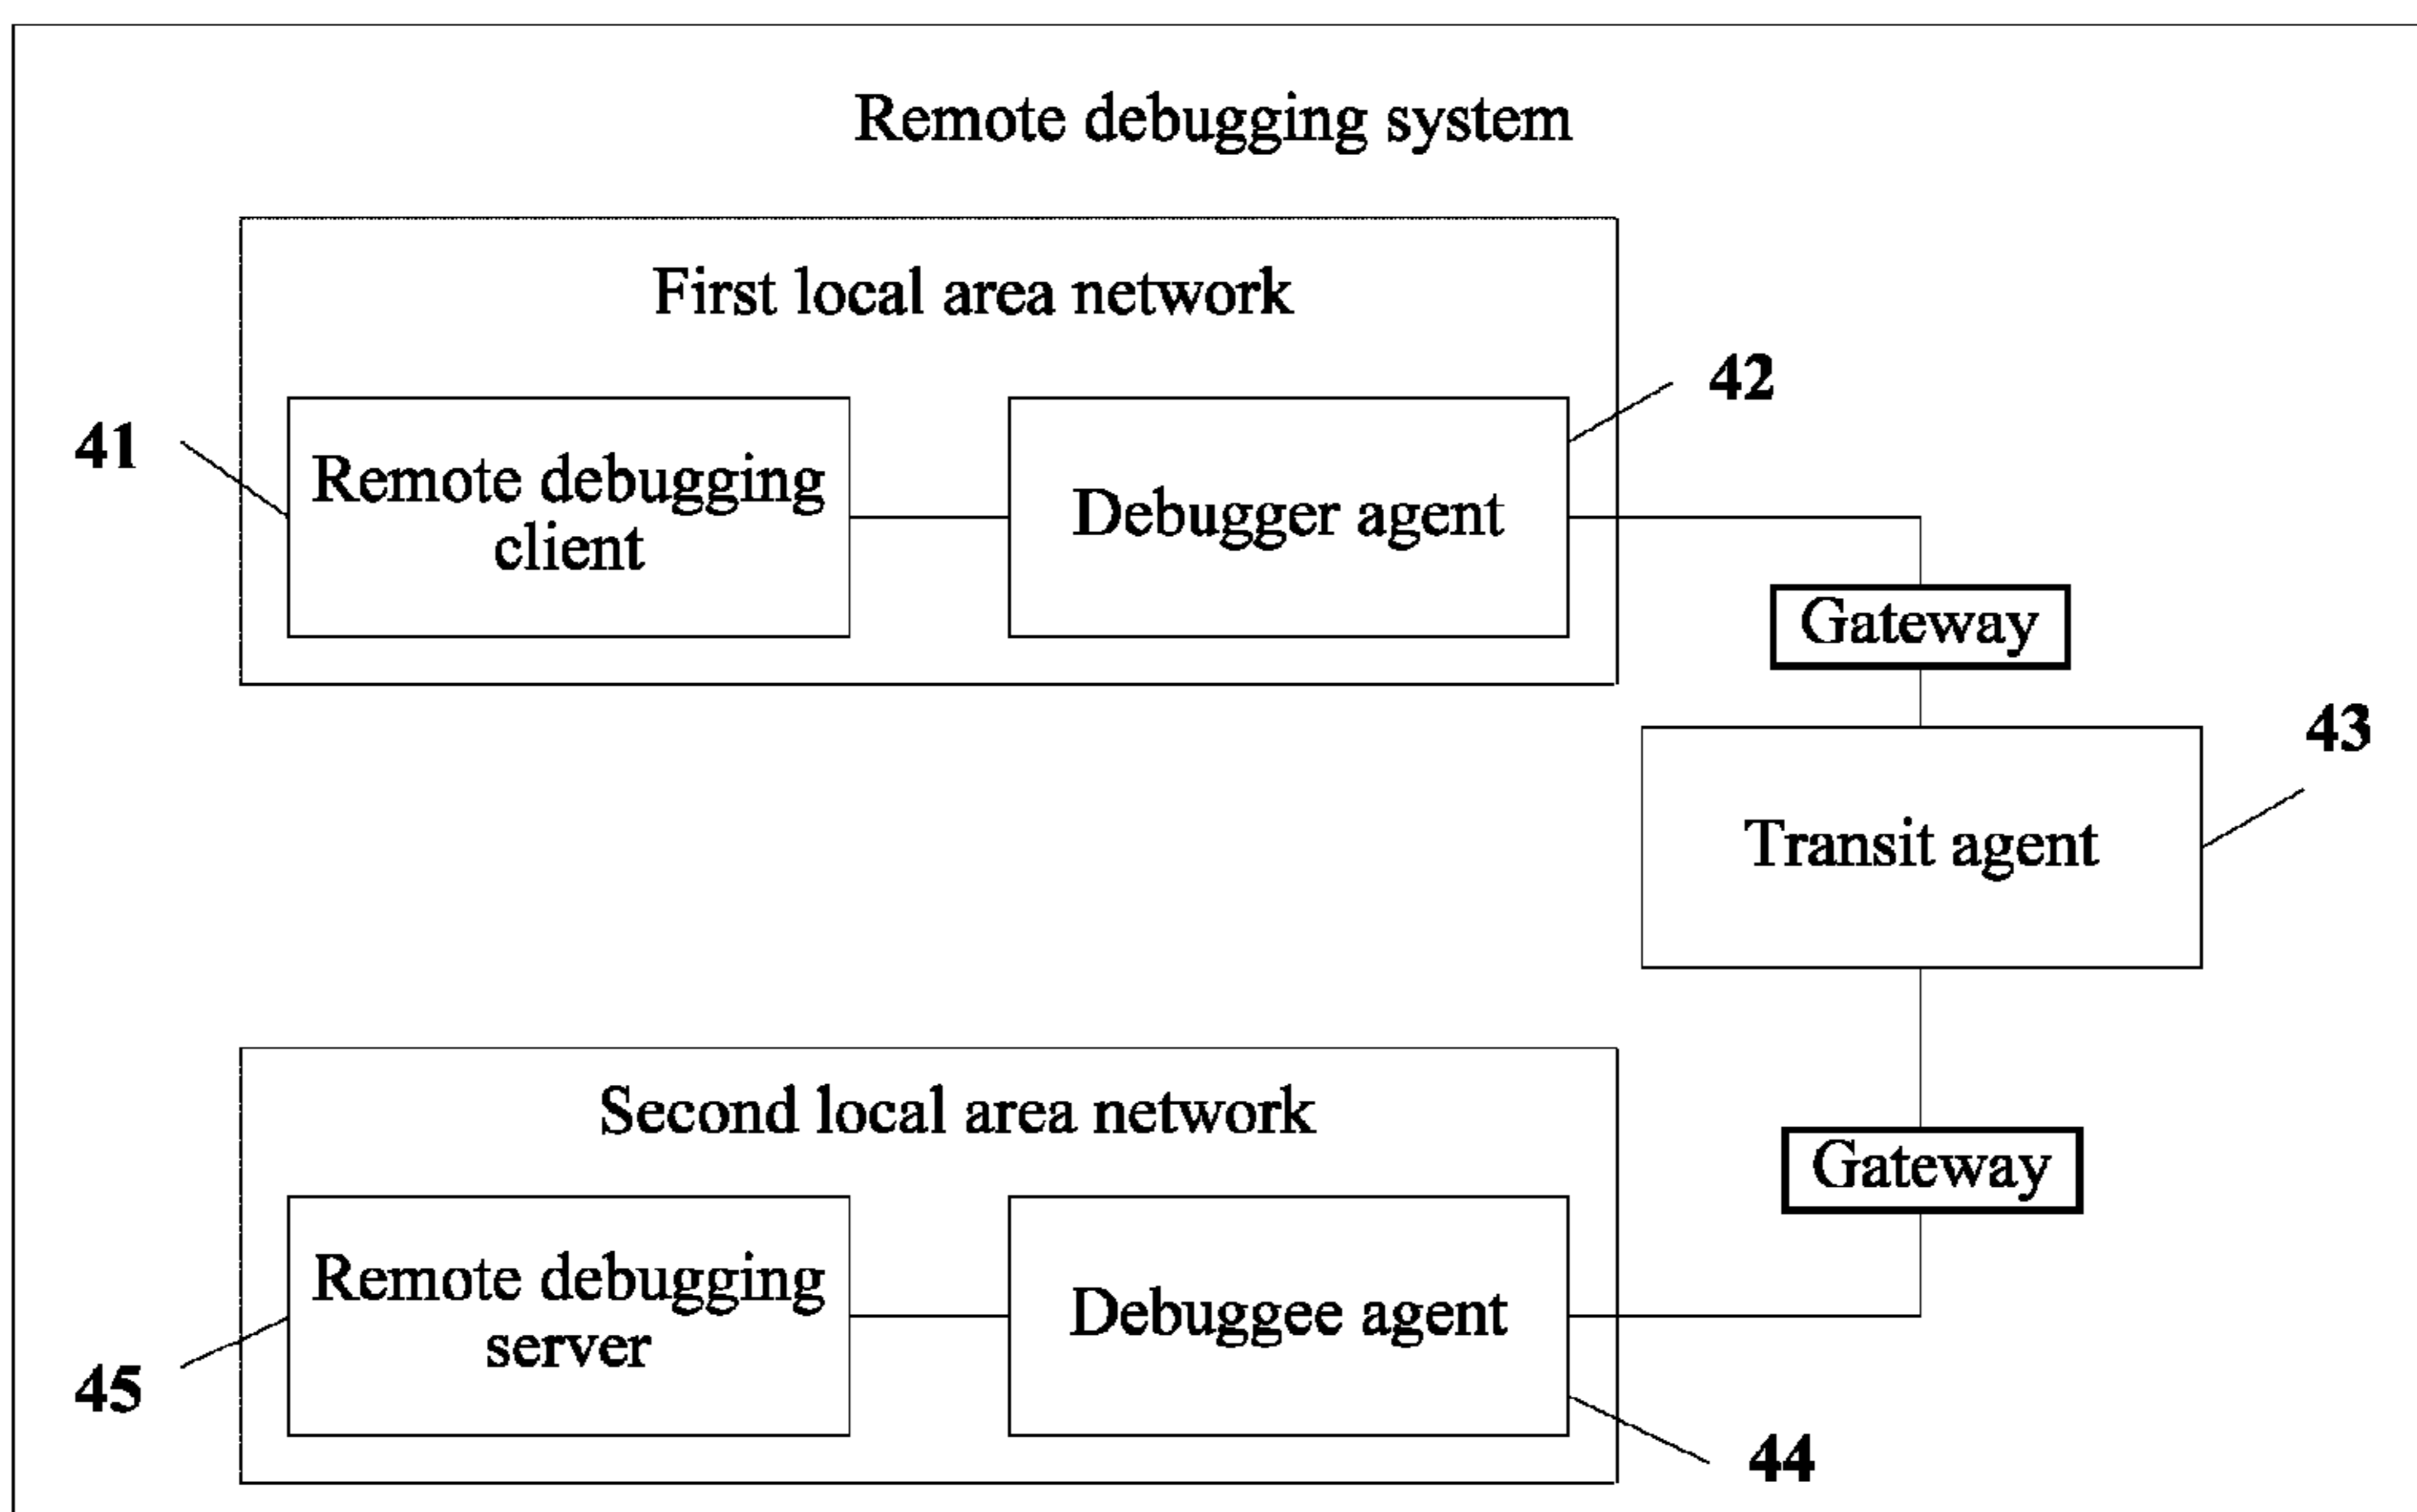 Remote debugging system
First local area network
42
41
Remote debugging
client
Debugger agent
Gateway
43
Transit agent
Second local area network
Gateway
Remote debugging
server
Debuggee agent
45
44